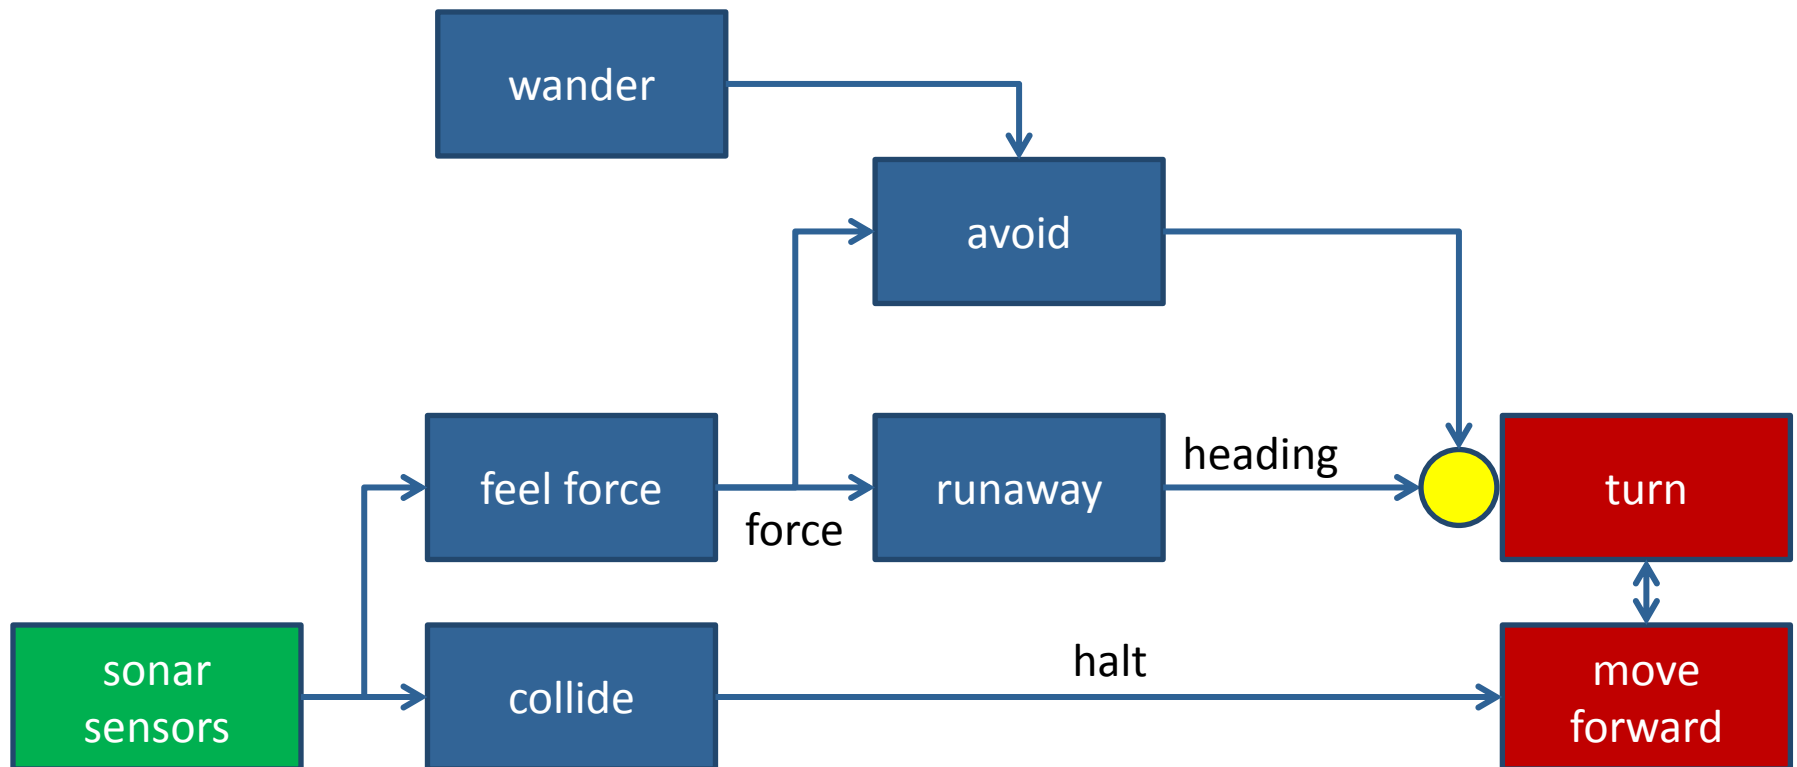 wander
avoid
feel force
force
runaway
heading
turn
sonar
sensors
collide
halt
move
forward